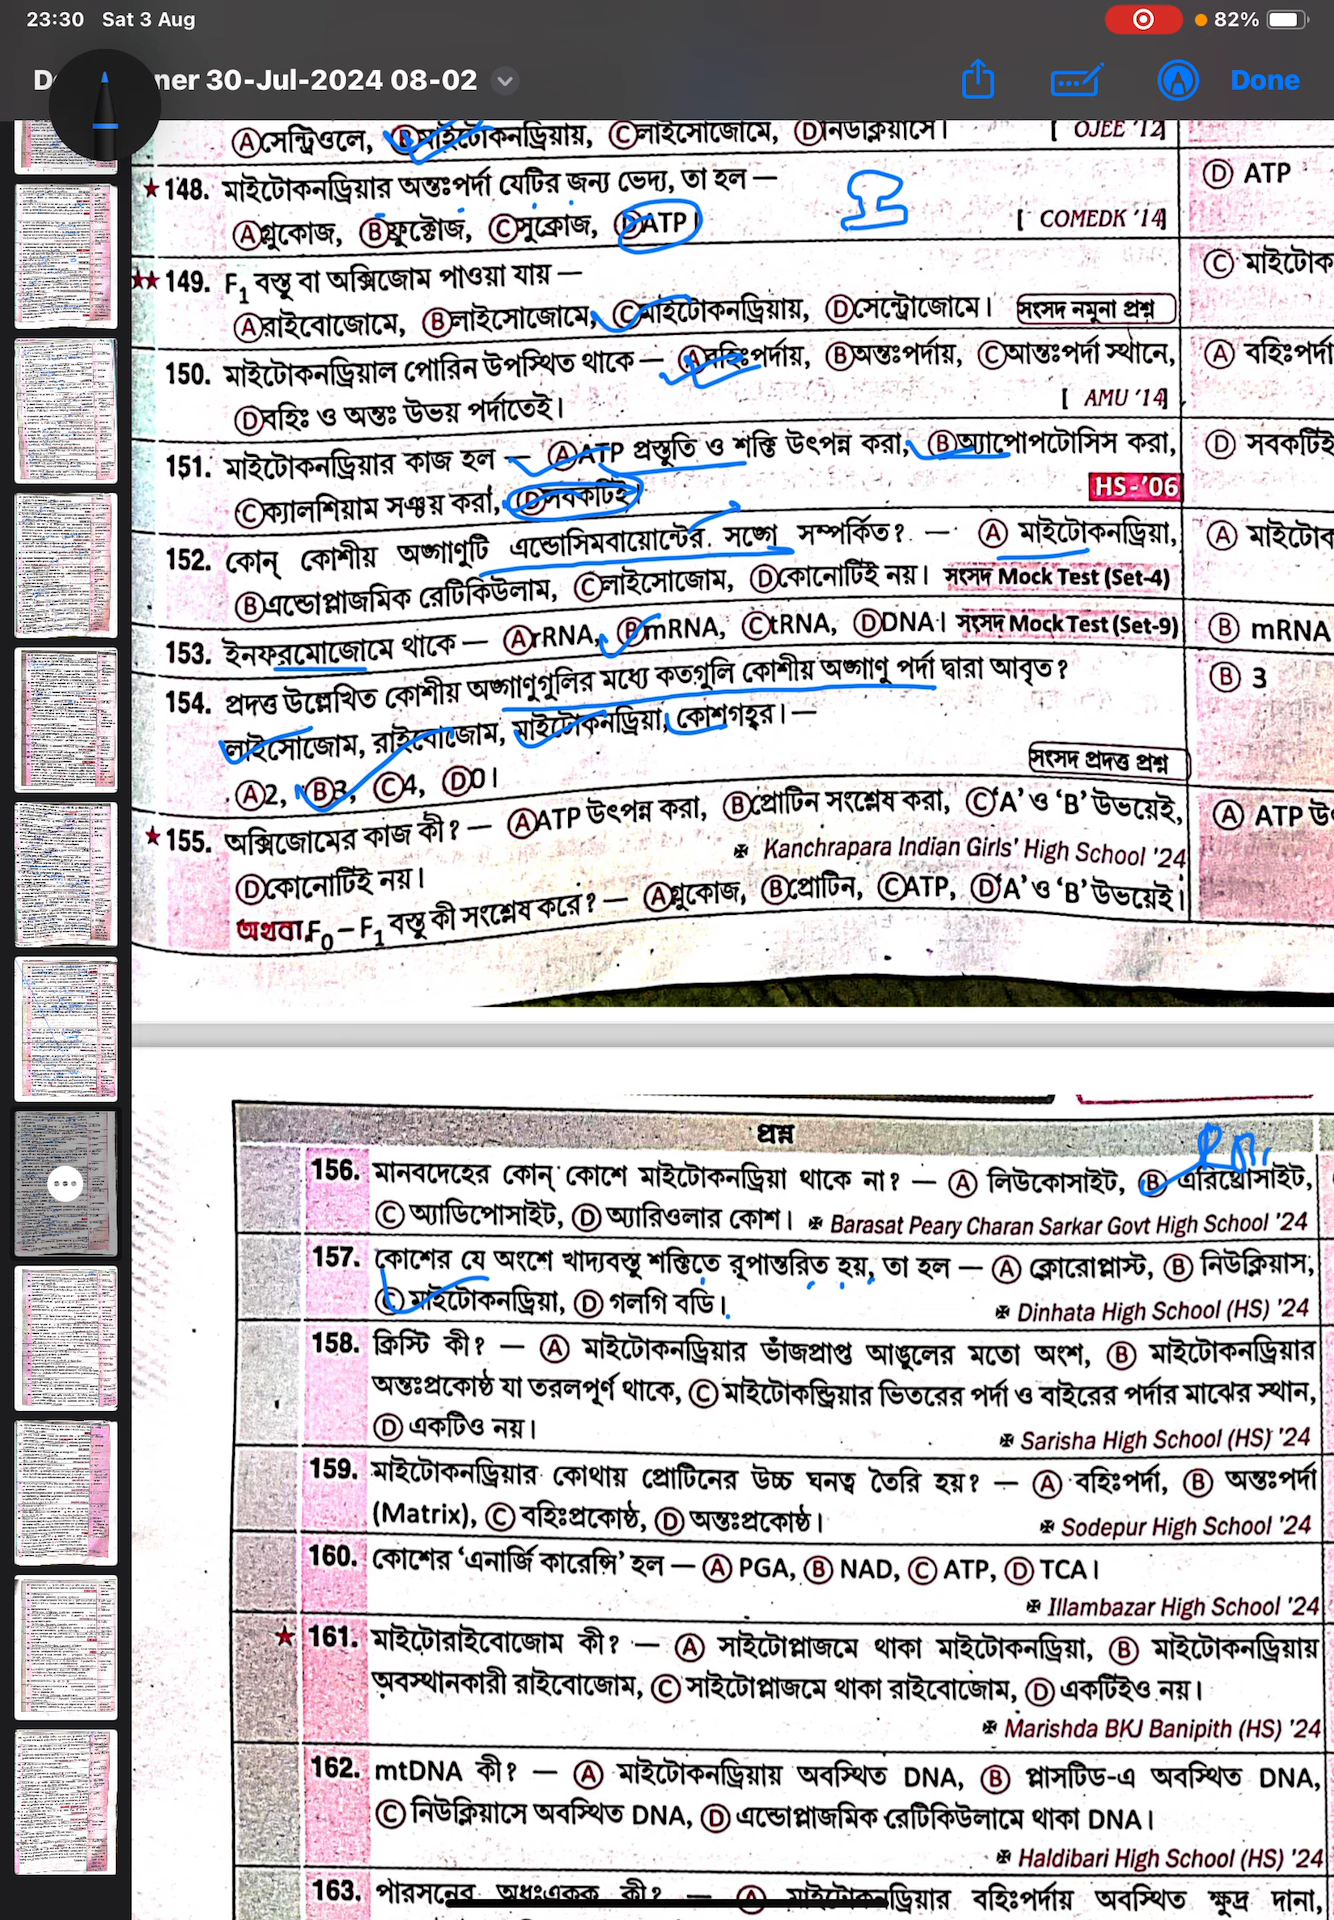 23:30 Sat 3 Aug
82%
ner 30-Jul-2024 08-02
Done
Ⓐসেন্ট্রিওলে, Ⓑমাইটোকনড্রিয়ায়, Ⓒলাইসোজোমে, Ⓓনিউক্লিয়াসে। [ OJEE '12]
★148. মাইটোকনড্রিয়ার অন্তঃপর্দা যেটির জন্য ভেদ্য, তা হল —
Ⓐগ্লুকোজ, Ⓑফ্রুক্টোজ, Ⓒসুক্রোজ, ⒹATP। [ COMEDK '14]
Ⓓ ATP
★★149. F₁ বস্তু বা অক্সিজোম পাওয়া যায় —
Ⓒ মাইটোক
Ⓐরাইবোজোমে, Ⓑলাইসোজোমে, Ⓒমাইটোকনড্রিয়ায়, Ⓓসেন্ট্রোজোমে। সংসদ নমুনা প্রশ্ন
150. মাইটোকনড্রিয়াল পোরিন উপস্থিত থাকে — Ⓐবহিঃপর্দায়, Ⓑঅন্তঃপর্দায়, Ⓒআন্তঃপর্দা স্থানে,
Ⓐ বহিঃপর্দা
Ⓓবহিঃ ও অন্তঃ উভয় পর্দাতেই। [ AMU '14]
151. মাইটোকনড্রিয়ার কাজ হল — ⒶATP প্রস্তুতি ও শক্তি উৎপন্ন করা, Ⓑঅ্যাপোপটোসিস করা,
Ⓓ সবকটিই
Ⓒক্যালশিয়াম সঞ্চয় করা, Ⓓসবকটিই। HS-'06
152. কোন্ কোশীয় অঙ্গাণুটি এন্ডোসিমবায়োন্টের সঙ্গে সম্পর্কিত? — Ⓐ মাইটোকনড্রিয়া,
Ⓐ মাইটোক
Ⓑএন্ডোপ্লাজমিক রেটিকিউলাম, Ⓒলাইসোজোম, Ⓓকোনোটিই নয়। সংসদ Mock Test (Set-4)
153. ইনফরমোজোমে থাকে — ⒶrRNA, ⒷmRNA, ⒸtRNA, ⒹDNA। সংসদ Mock Test (Set-9)
Ⓑ mRNA
154. প্রদত্ত উল্লেখিত কোশীয় অঙ্গাণুগুলির মধ্যে কতগুলি কোশীয় অঙ্গাণু পর্দা দ্বারা আবৃত?
Ⓑ 3
লাইসোজোম, রাইবোজোম, মাইটোকনড্রিয়া, কোশগহ্বর। —
Ⓐ2, Ⓑ3, Ⓒ4, Ⓓ0। সংসদ প্রদত্ত প্রশ্ন
★155. অক্সিজোমের কাজ কী? — ⒶATP উৎপন্ন করা, Ⓑপ্রোটিন সংশ্লেষ করা, Ⓒ'A' ও 'B' উভয়েই,
Ⓐ ATP উৎ
Ⓓকোনোটিই নয়। ✠ Kanchrapara Indian Girls' High School '24
অথবা, F₀ – F₁ বস্তু কী সংশ্লেষ করে? — Ⓐগ্লুকোজ, Ⓑপ্রোটিন, ⒸATP, Ⓓ'A' ও 'B' উভয়েই।
প্রশ্ন
156. মানবদেহের কোন্ কোশে মাইটোকনড্রিয়া থাকে না? — Ⓐ লিউকোসাইট, Ⓑ এরিথ্রোসাইট,
Ⓒ অ্যাডিপোসাইট, Ⓓ অ্যারিওলার কোশ। ✠ Barasat Peary Charan Sarkar Govt High School '24
157. কোশের যে অংশে খাদ্যবস্তু শক্তিতে রূপান্তরিত হয়, তা হল — Ⓐ ক্লোরোপ্লাস্ট, Ⓑ নিউক্লিয়াস,
Ⓒ মাইটোকনড্রিয়া, Ⓓ গলগি বডি। ✠ Dinhata High School (HS) '24
158. ক্রিস্টি কী? — Ⓐ মাইটোকনড্রিয়ার ভাঁজপ্রাপ্ত আঙুলের মতো অংশ, Ⓑ মাইটোকনড্রিয়ার
অন্তঃপ্রকোষ্ঠ যা তরলপূর্ণ থাকে, Ⓒ মাইটোকন্ড্রিয়ার ভিতরের পর্দা ও বাইরের পর্দার মাঝের স্থান,
Ⓓ একটিও নয়। ✠ Sarisha High School (HS) '24
159. মাইটোকনড্রিয়ার কোথায় প্রোটিনের উচ্চ ঘনত্ব তৈরি হয়? — Ⓐ বহিঃপর্দা, Ⓑ অন্তঃপর্দা
(Matrix), Ⓒ বহিঃপ্রকোষ্ঠ, Ⓓ অন্তঃপ্রকোষ্ঠ। ✠ Sodepur High School '24
160. কোশের ‘এনার্জি কারেন্সি’ হল — Ⓐ PGA, Ⓑ NAD, Ⓒ ATP, Ⓓ TCA।
✠ Illambazar High School '24
★ 161. মাইটোরাইবোজোম কী? — Ⓐ সাইটোপ্লাজমে থাকা মাইটোকনড্রিয়া, Ⓑ মাইটোকনড্রিয়ায়
অবস্থানকারী রাইবোজোম, Ⓒ সাইটোপ্লাজমে থাকা রাইবোজোম, Ⓓ একটিইও নয়।
✠ Marishda BKJ Banipith (HS) '24
162. mtDNA কী? — Ⓐ মাইটোকনড্রিয়ায় অবস্থিত DNA, Ⓑ প্লাসটিড-এ অবস্থিত DNA,
Ⓒ নিউক্লিয়াসে অবস্থিত DNA, Ⓓ এন্ডোপ্লাজমিক রেটিকিউলামে থাকা DNA।
✠ Haldibari High School (HS) '24
163. পারসনের অধঃএকক কী? — Ⓐ মাইটোকনড্রিয়ার বহিঃপর্দায় অবস্থিত ক্ষুদ্র দানা,